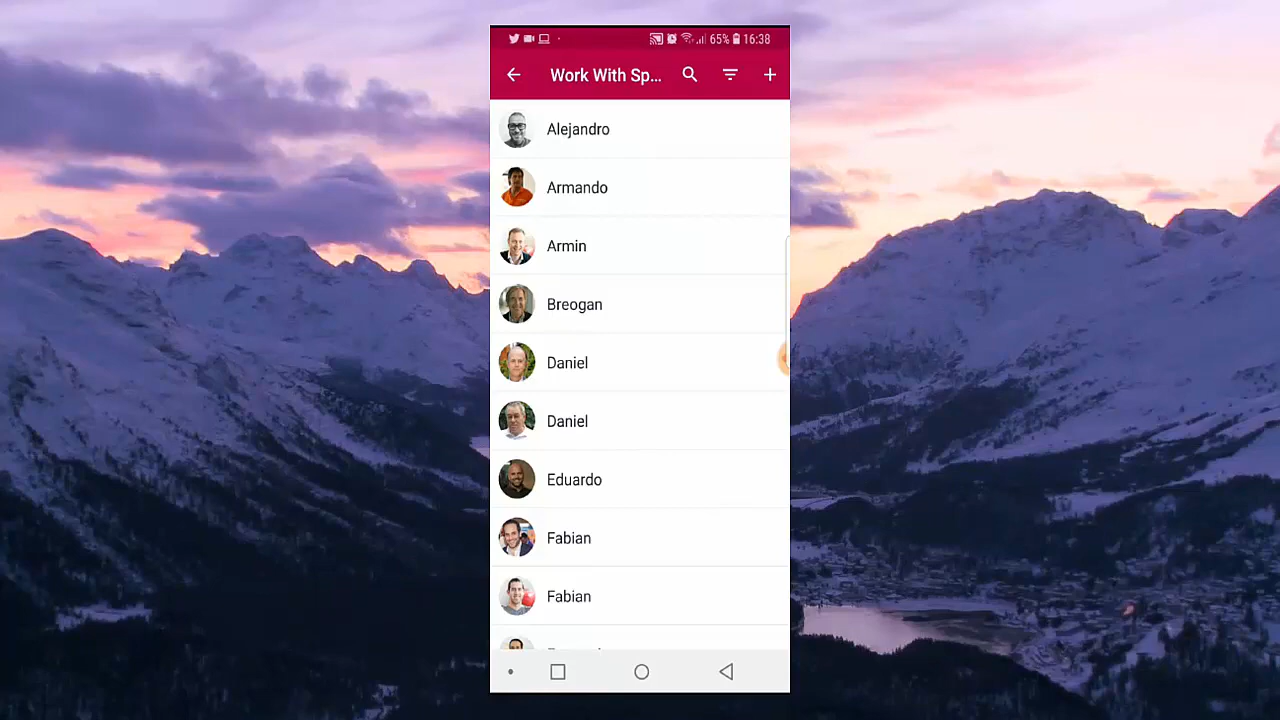 65% 16:38
Work With Sp...
Alejandro
Armando
Armin
Breogan
Daniel
Daniel
Eduardo
Fabian
Fabian